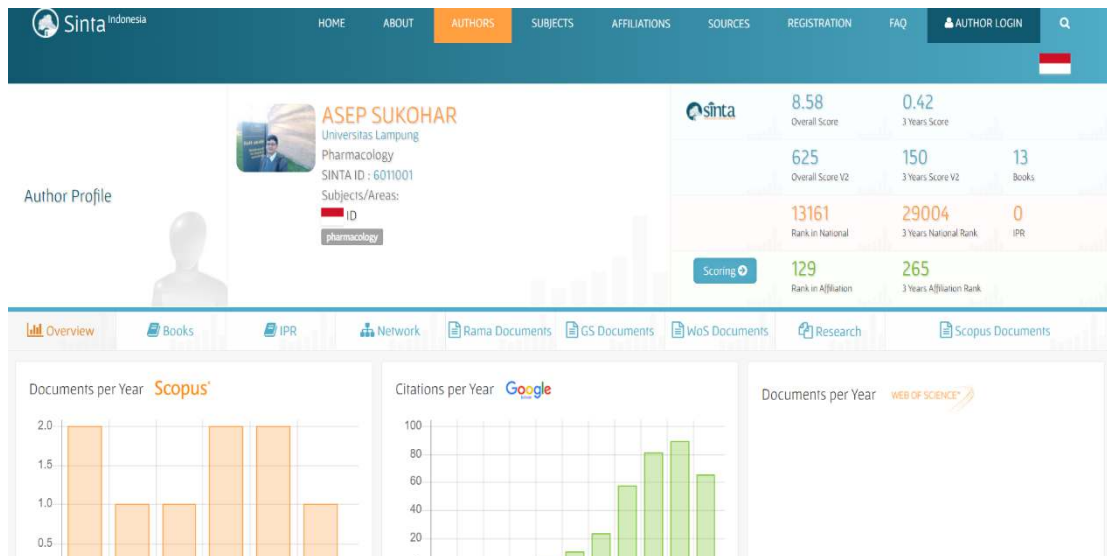 Sinta Indonesia
HOME ABOUT AUTHORS SUBJECTS AFFILIATIONS SOURCES REGISTRATION FAQ AUTHOR LOGIN
Author Profile
ASEP SUKOHAR
Universitas Lampung
Pharmacology
SINTA ID : 6011001
Subjects/Areas:
ID
pharmacology
sinta
8.58 0.42
Overall Score 3 Years Score
625 150 13
Overall Score V2 3 Years Score V2 Books
13161 29004 0
Rank in National 3 Years National Rank IPR
Scoring
129 265
Rank in Affiliation 3 Years Affiliation Rank
Overview Books IPR Network Rama Documents GS Documents WoS Documents Research Scopus Documents
Documents per Year Scopus
2.0
1.5
1.0
0.5
Citations per Year Google
100
80
60
40
20
Documents per Year WEB OF SCIENCE